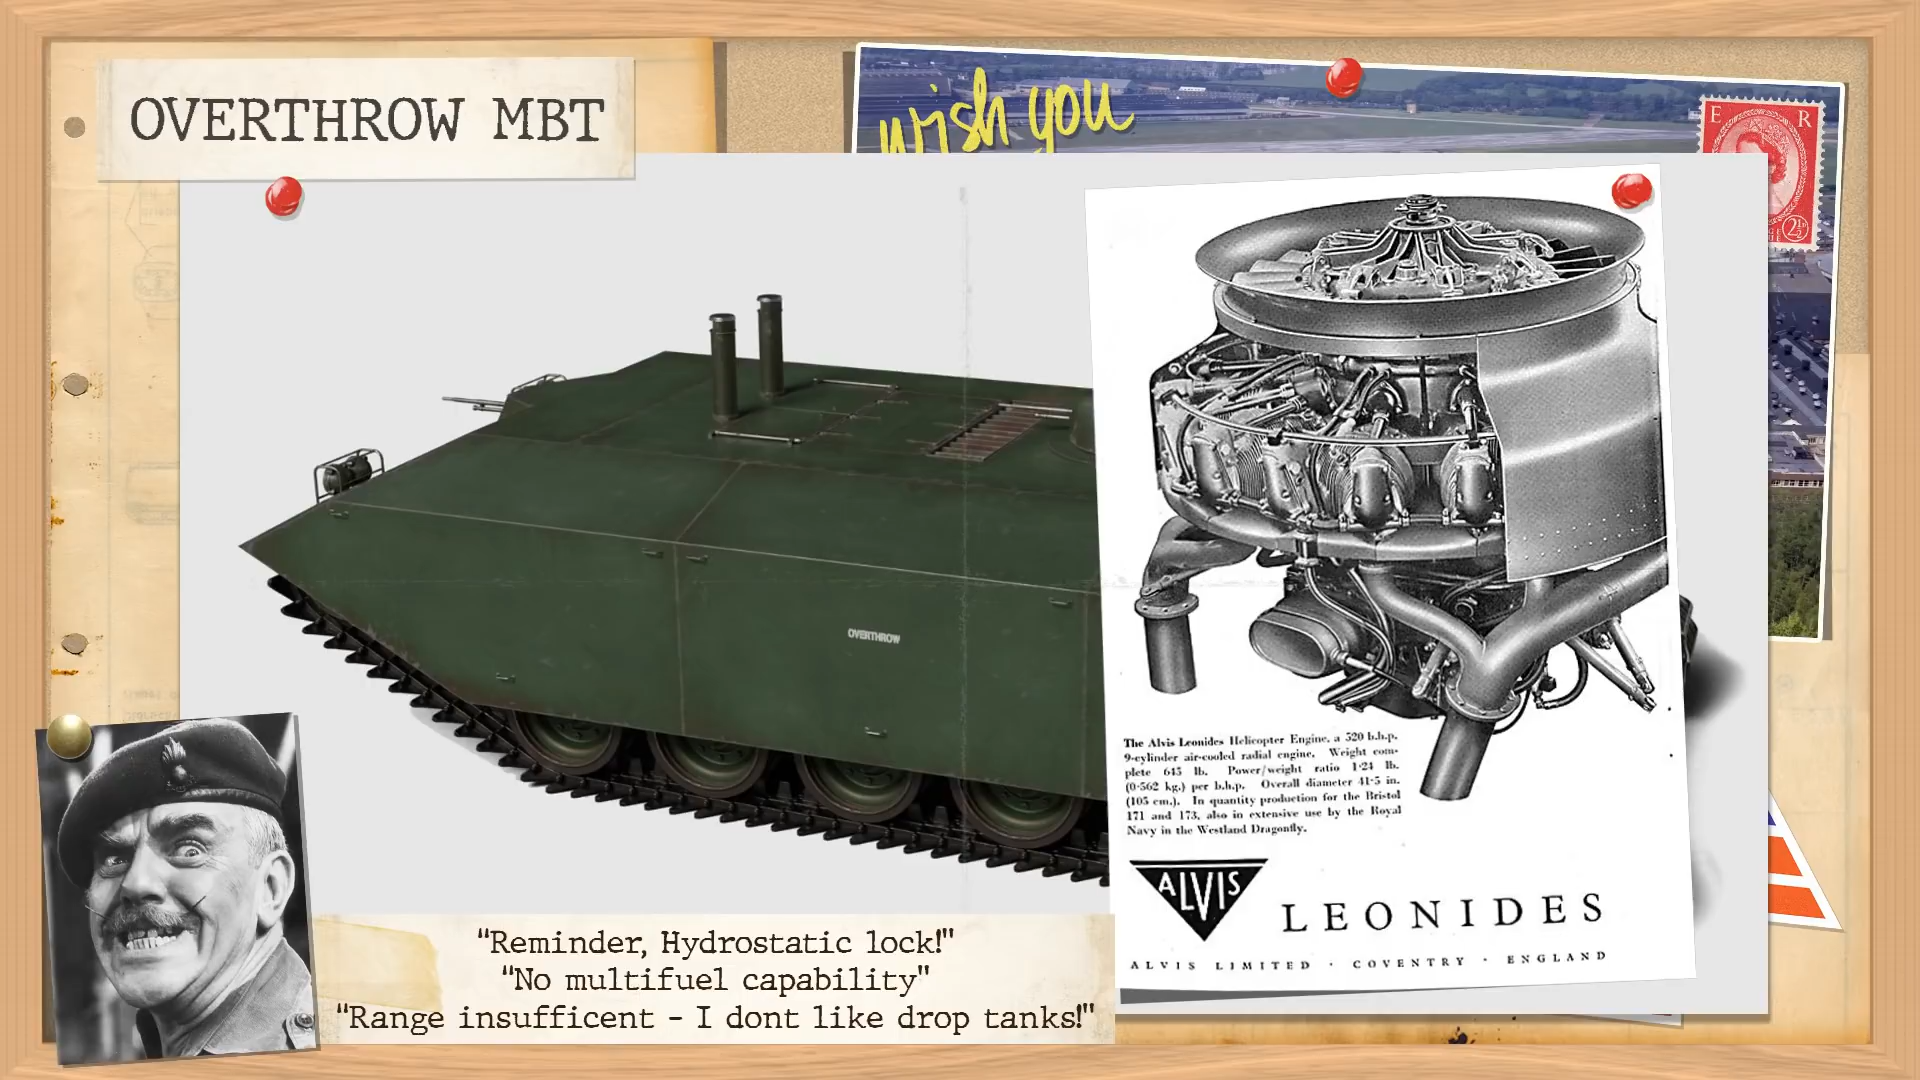 OVERTHROW MBT
wish you
E R
2½
OVERTHROW
The Alvis Leonides Helicopter Engine, a 520 b.h.p.
9-cylinder air-cooled radial engine. Weight com-
plete 645 lb. Power/weight ratio 1·24 lb.
(0·562 kg.) per b.h.p. Overall diameter 41·5 in.
(105 cm.). In quantity production for the Bristol
171 and 173, also in extensive use by the Royal
Navy in the Westland Dragonfly.
ALVIS
LEONIDES
ALVIS LIMITED · COVENTRY · ENGLAND
“Reminder, Hydrostatic lock!"
“No multifuel capability"
“Range insufficent - I dont like drop tanks!"